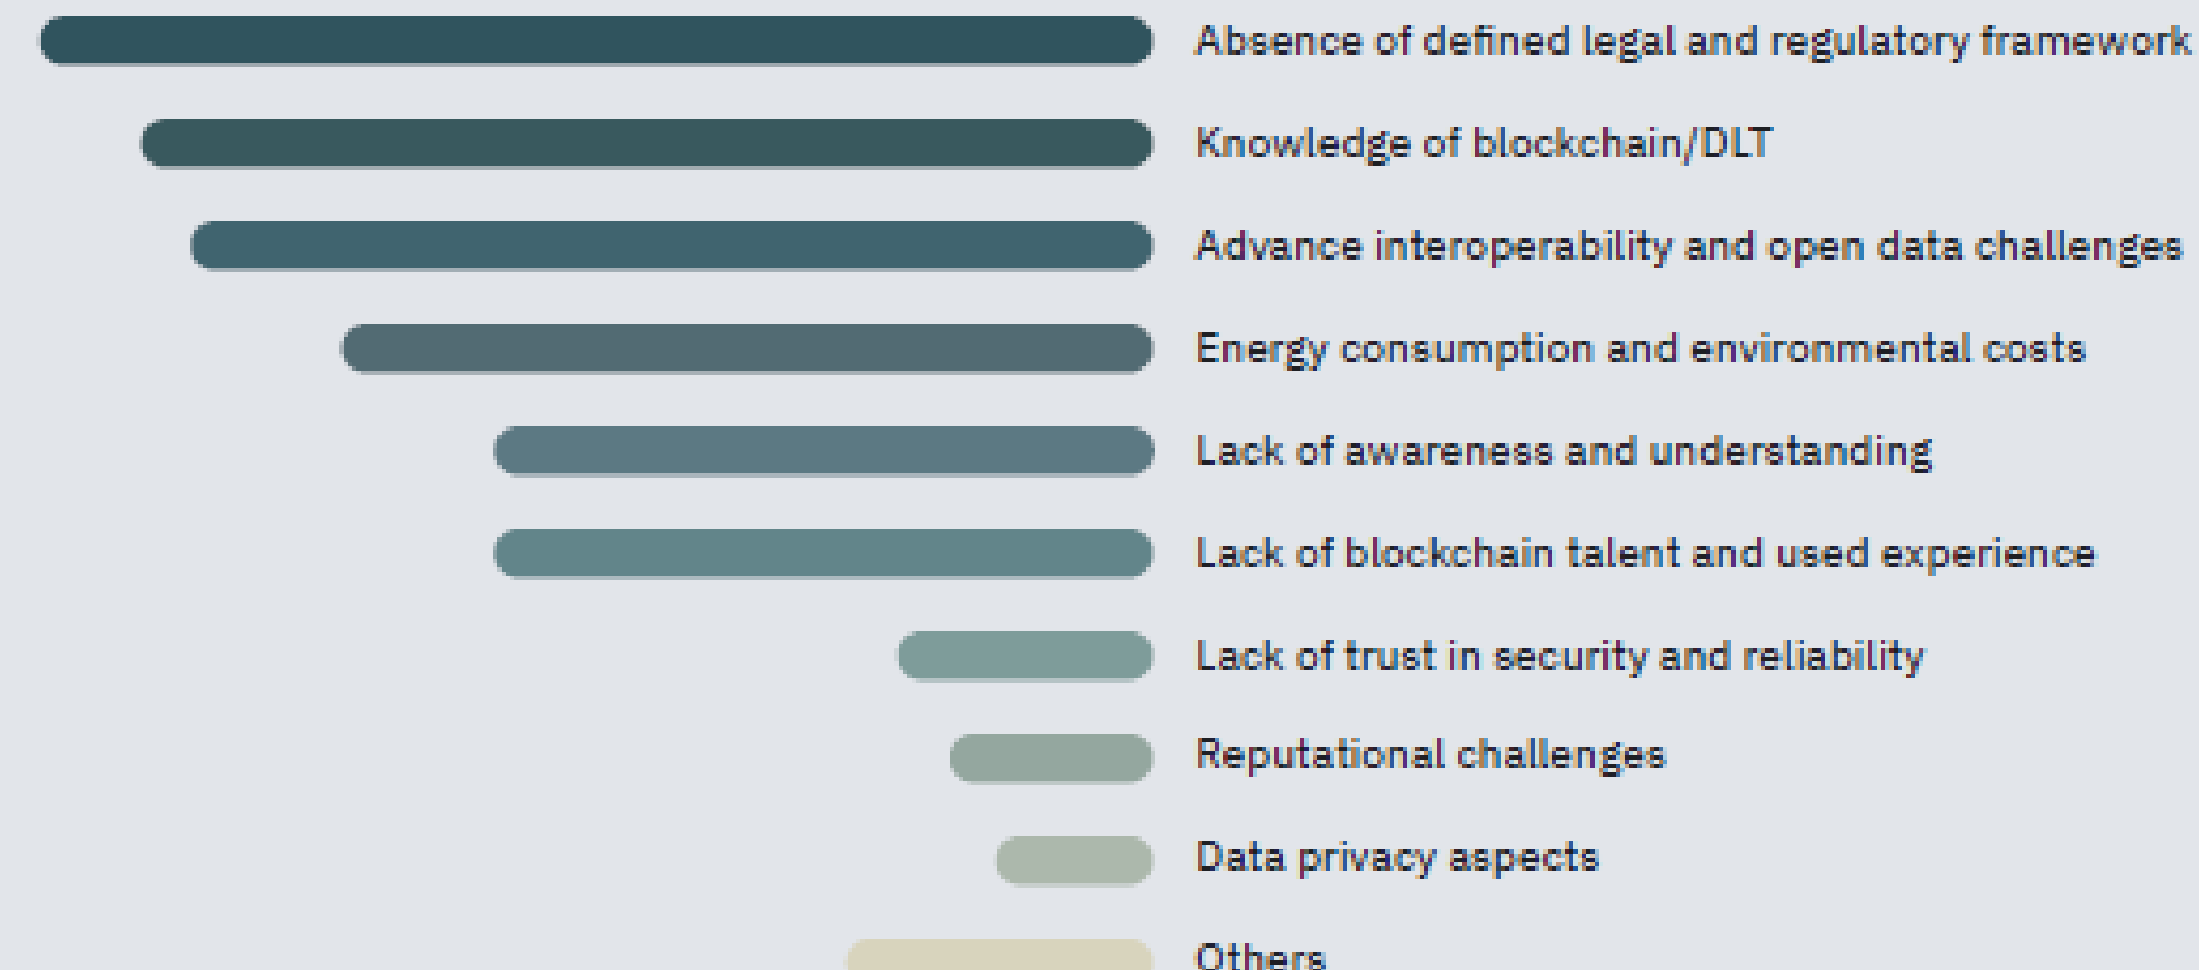 Absence of defined legal and regulatory framework
Knowledge of blockchain/DLT
Advance interoperability and open data challenges
Energy consumption and environmental costs
Lack of awareness and understanding
Lack of blockchain talent and used experience
Lack of trust in security and reliability
Reputational challenges
Data privacy aspects
Others